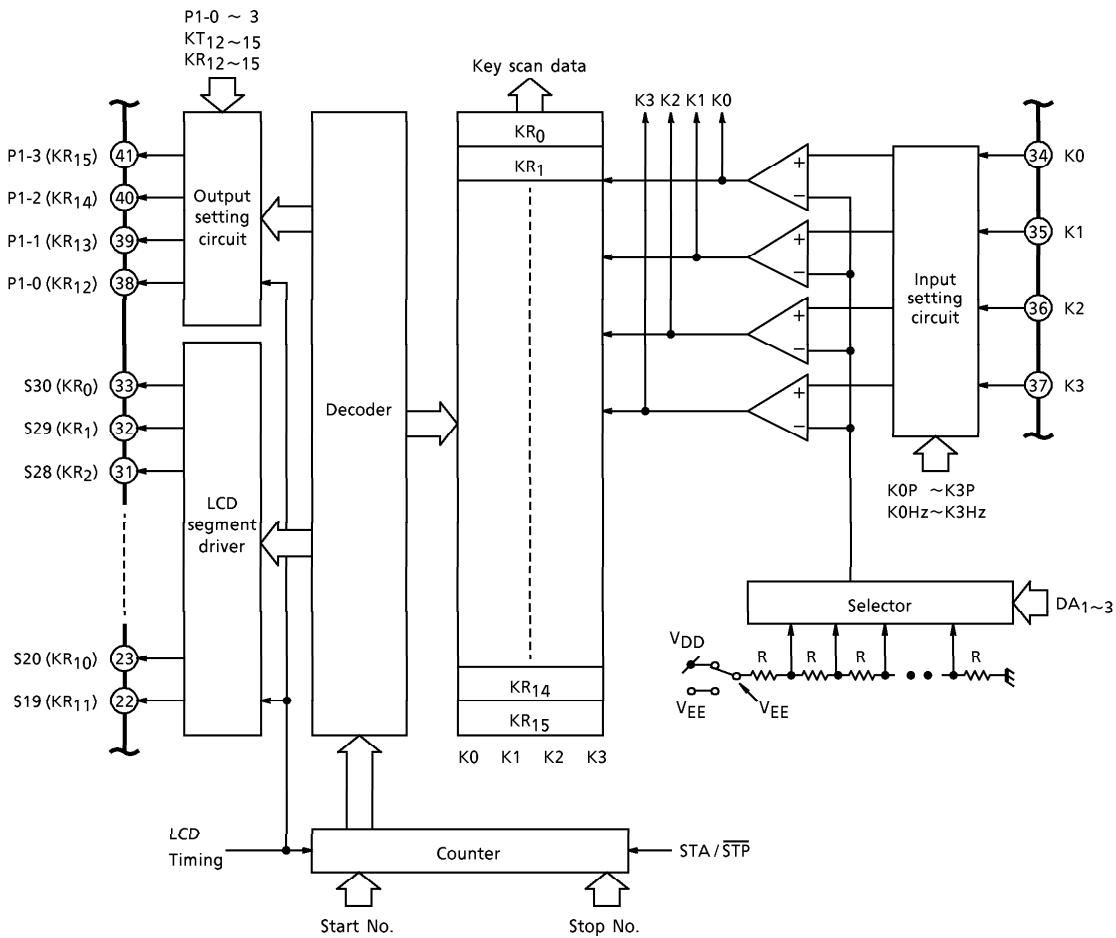 P1-0 ~ 3
KT12~15
KR12~15
Key scan data
K3 K2 K1 K0
KR0
KR1
KR14
KR15
K0 K1 K2 K3
P1-3 (KR15) 41
P1-2 (KR14) 40
P1-1 (KR13) 39
P1-0 (KR12) 38
S30 (KR0) 33
S29 (KR1) 32
S28 (KR2) 31
S20 (KR10) 23
S19 (KR11) 22
Output
setting
circuit
LCD
segment
driver
Decoder
+
−
+
−
+
−
+
−
Input
setting
circuit
34 K0
35 K1
36 K2
37 K3
K0P ~K3P
K0Hz~K3Hz
Selector
DA1~3
VDD
VEE
VEE
R R R R
LCD
Timing
Counter
STA / S̅T̅P̅
Start No.
Stop No.